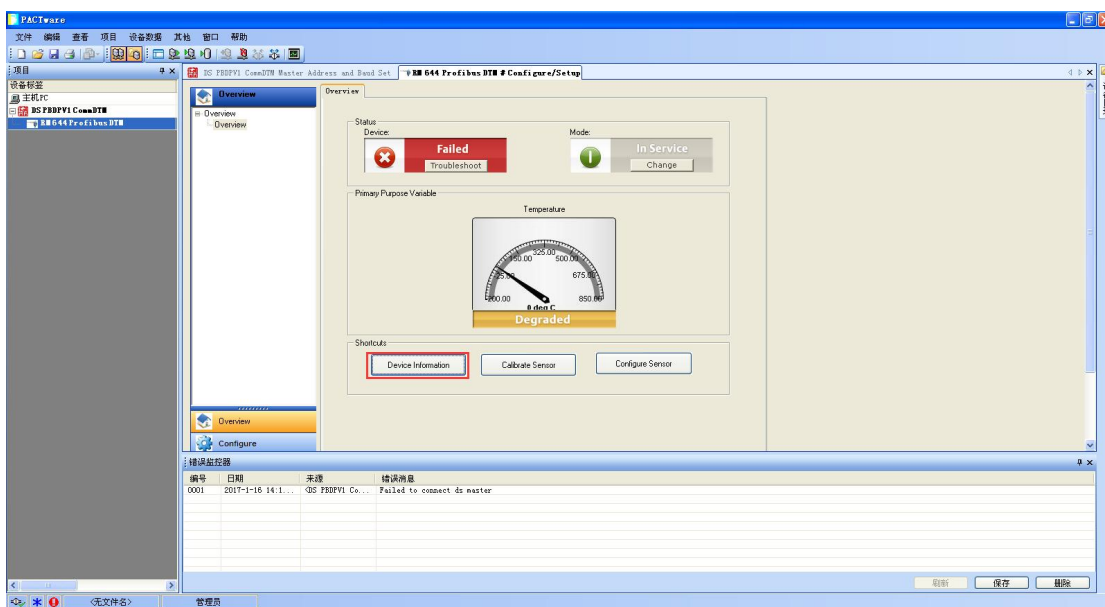 PACTware
文件 编辑 查看 项目 设备数据 其他 窗口 帮助
项目
设备标签
主机PC
DS PBDPV1 CommDTM
RM 644 Profibus DTM
DS PBDPV1 CommDTM Master Address and Baud Set
RM 644 Profibus DTM # Configure/Setup
Overview
Overview
Overview
Overview
Status
Device:
Mode:
Failed
In Service
Troubleshoot
Change
Primary Purpose Variable
Temperature
325.00
150.00
500.00
-25.00
675.00
-200.00
850.00
0 deg C
Degraded
Shortcuts
Device Information
Calibrate Sensor
Configure Sensor
Overview
Configure
错误监控器
编号 日期 来源 错误消息
0001 2017-1-16 14:1... <DS PBDPV1 Co... Failed to connect ds master
刷新 保存 删除
<无文件名> 管理员